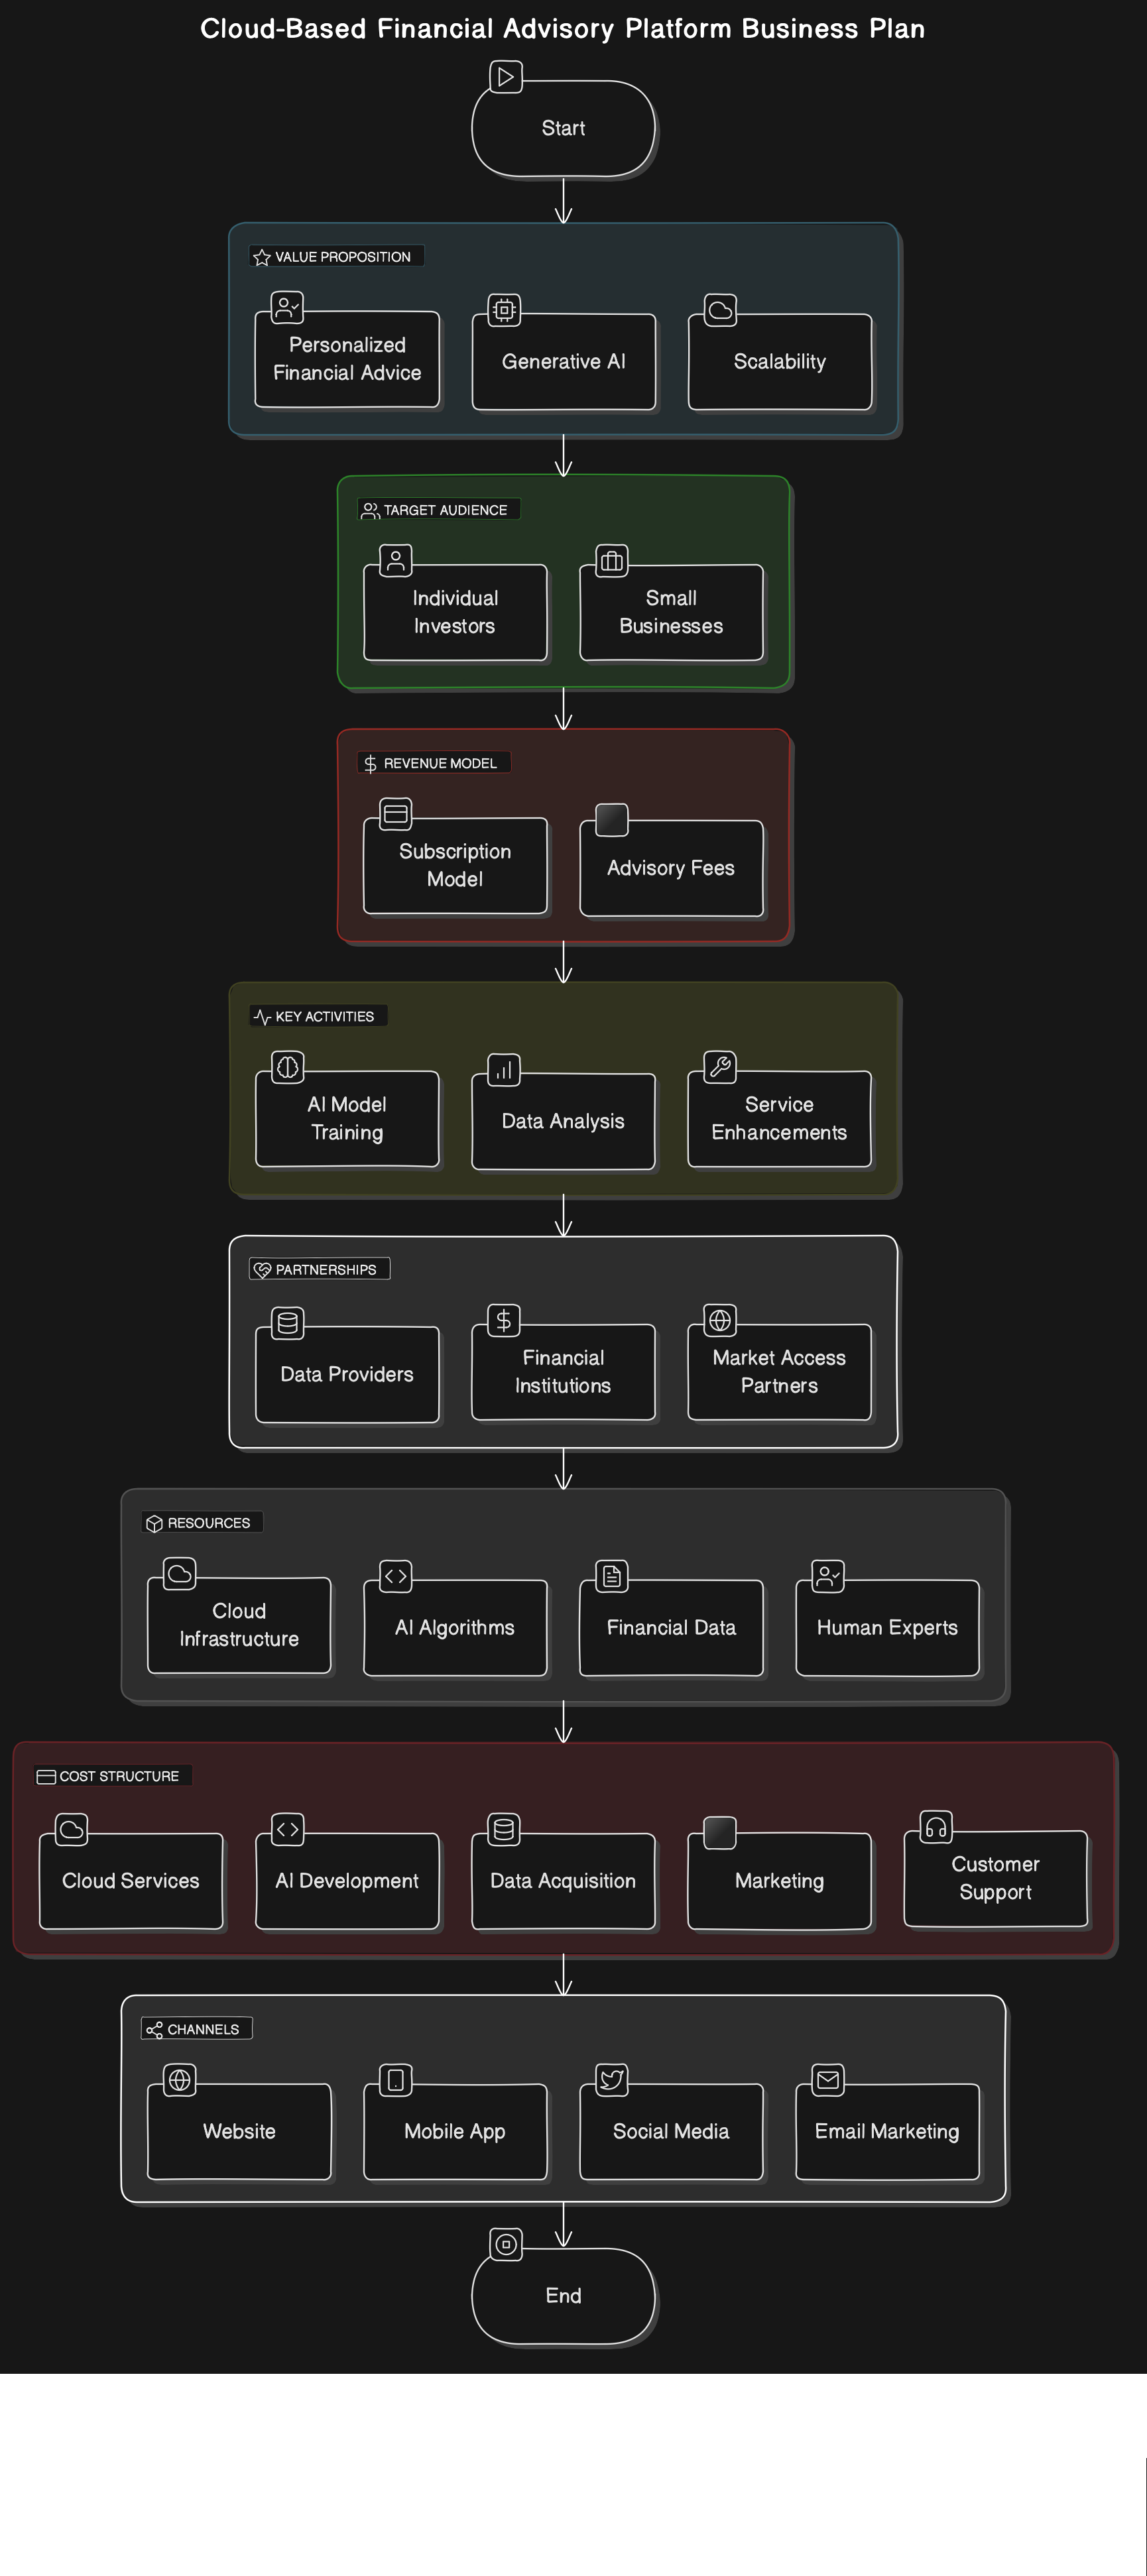 Cloud-Based Financial Advisory Platform Business Plan
Start
VALUE PROPOSITION
Personalized
Financial Advice
Generative AI
Scalability
TARGET AUDIENCE
Individual
Investors
Small
Businesses
REVENUE MODEL
Subscription
Model
Advisory Fees
KEY ACTIVITIES
AI Model
Training
Data Analysis
Service
Enhancements
PARTNERSHIPS
Data Providers
Financial
Institutions
Market Access
Partners
RESOURCES
Cloud
Infrastructure
AI Algorithms
Financial Data
Human Experts
COST STRUCTURE
Cloud Services
AI Development
Data Acquisition
Marketing
Customer
Support
CHANNELS
Website
Mobile App
Social Media
Email Marketing
End